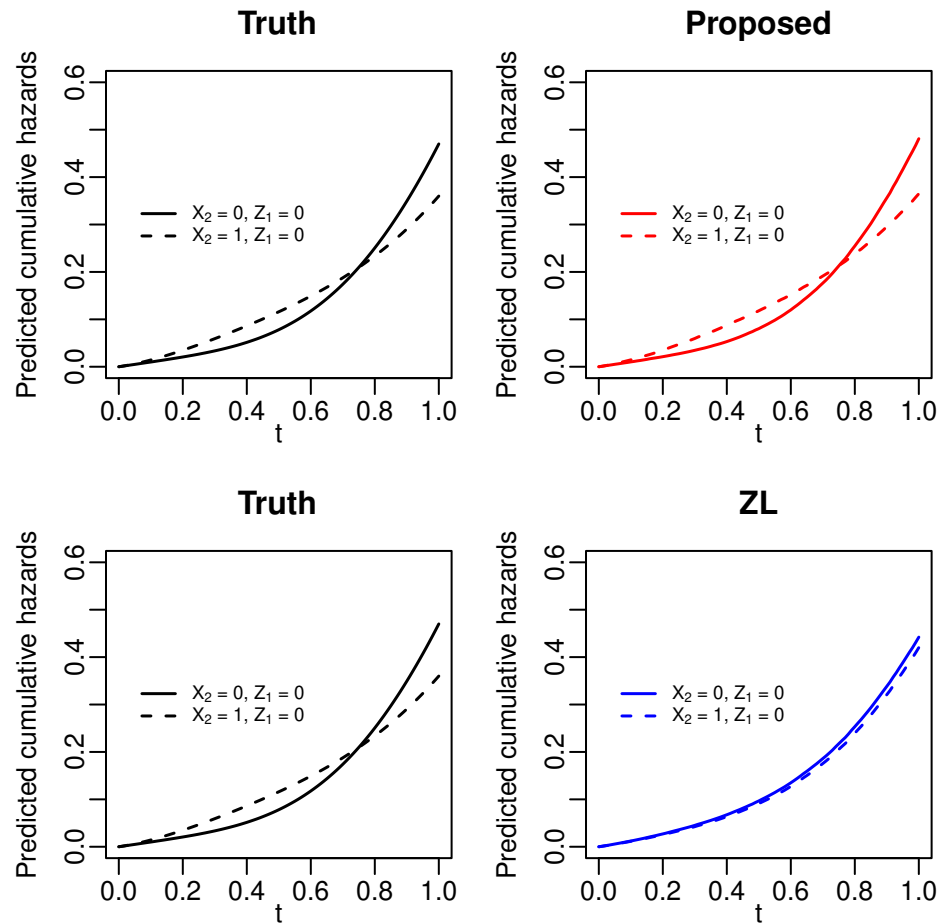 Truth
Predicted cumulative hazards
0.0 0.2 0.4 0.6
X₂ = 0, Z₁ = 0
X₂ = 1, Z₁ = 0
0.0 0.2 0.4 0.6 0.8 1.0
t
Proposed
Predicted cumulative hazards
0.0 0.2 0.4 0.6
X₂ = 0, Z₁ = 0
X₂ = 1, Z₁ = 0
0.0 0.2 0.4 0.6 0.8 1.0
t
Truth
Predicted cumulative hazards
0.0 0.2 0.4 0.6
X₂ = 0, Z₁ = 0
X₂ = 1, Z₁ = 0
0.0 0.2 0.4 0.6 0.8 1.0
t
ZL
Predicted cumulative hazards
0.0 0.2 0.4 0.6
X₂ = 0, Z₁ = 0
X₂ = 1, Z₁ = 0
0.0 0.2 0.4 0.6 0.8 1.0
t